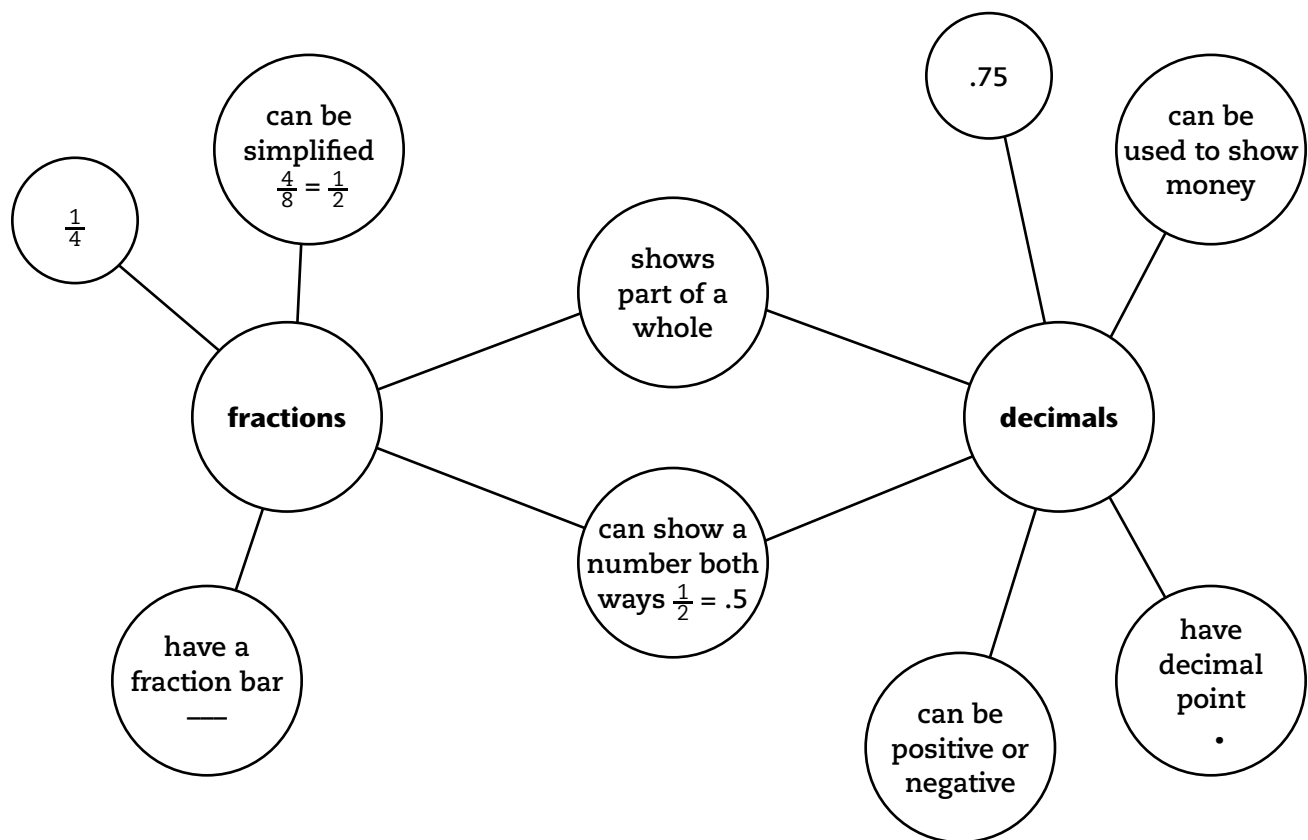 .75
can be
used to show
money
can be
simplified
4/8 = 1/2
1/4
shows
part of a
whole
fractions
decimals
can show a
number both
ways 1/2 = .5
have a
fraction bar
___
have
decimal
point
.
can be
positive or
negative